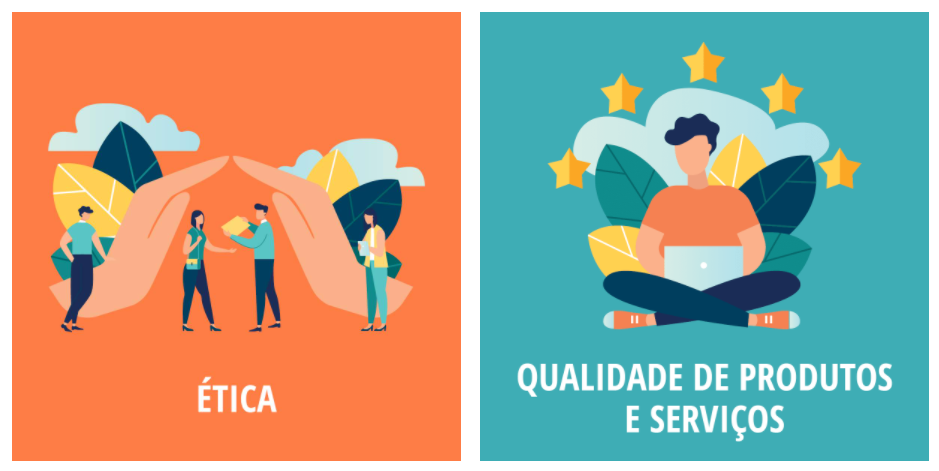 ÉTICA
QUALIDADE DE PRODUTOS
E SERVIÇOS